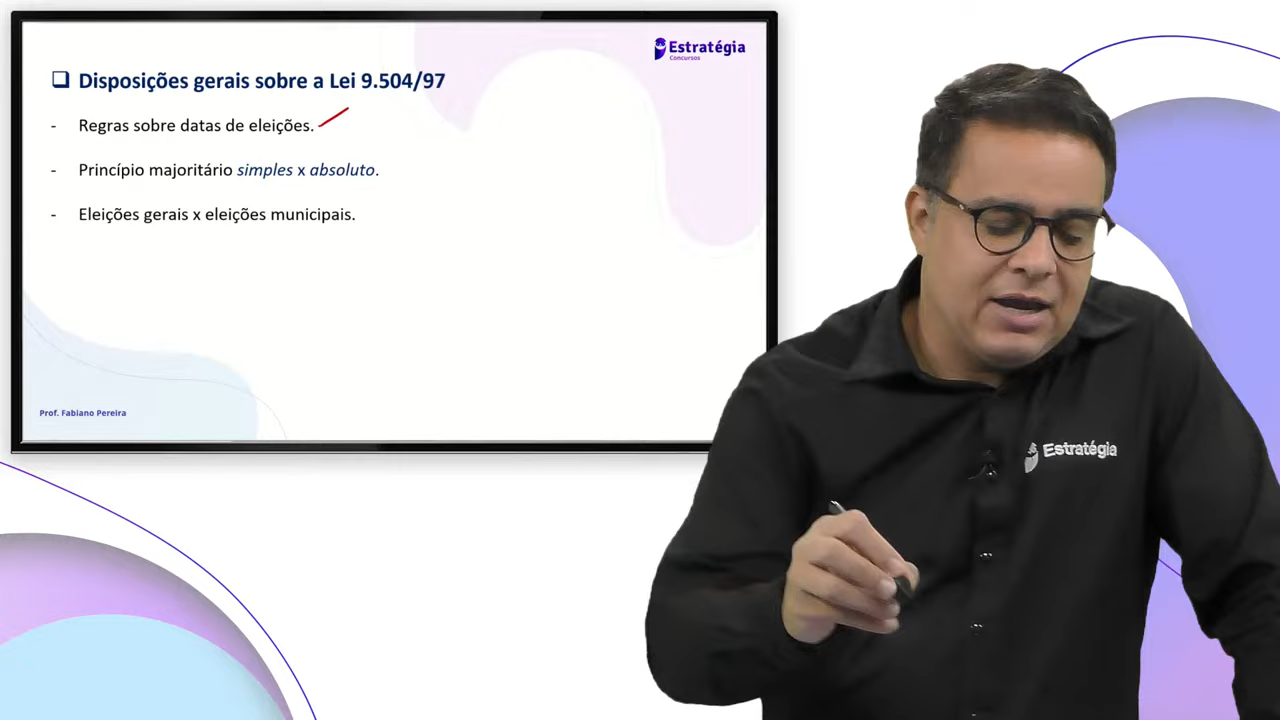 Estratégia
Concursos
Disposições gerais sobre a Lei 9.504/97
- Regras sobre datas de eleições.
- Princípio majoritário simples x absoluto.
- Eleições gerais x eleições municipais.
Prof. Fabiano Pereira
Estratégia